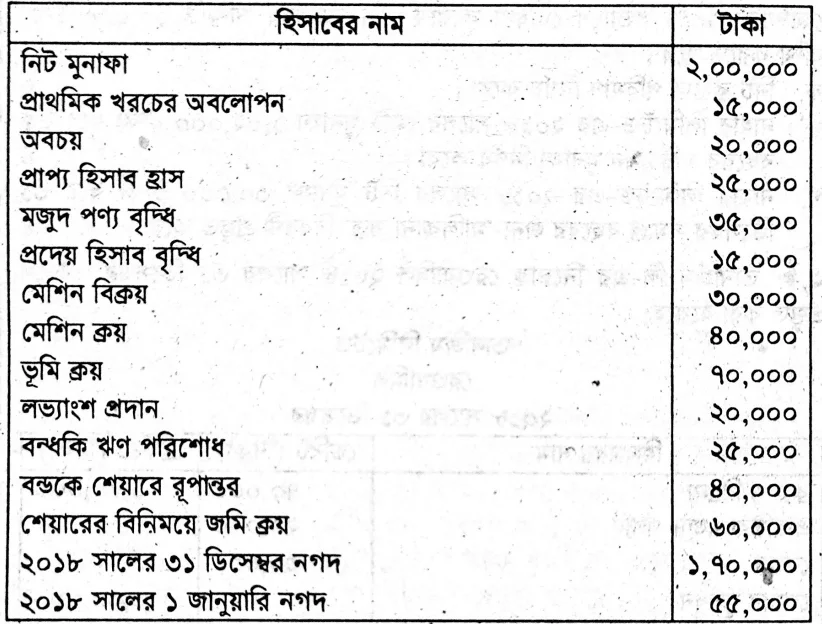 হিসাবের নাম টাকা
নিট মুনাফা ২,০০,০০০
প্রাথমিক খরচের অবলোপন ১৫,০০০
অবচয় ২০,০০০
প্রাপ্য হিসাব হ্রাস ২৫,০০০
মজুদ পণ্য বৃদ্ধি ৩৫,০০০
প্রদেয় হিসাব বৃদ্ধি ১৫,০০০
মেশিন বিক্রয় ৩০,০০০
মেশিন ক্রয় ৪০,০০০
ভূমি ক্রয় ৭০,০০০
লভ্যাংশ প্রদান ২০,০০০
বন্ধকি ঋণ পরিশোধ ২৫,০০০
বন্ডকে শেয়ারে রূপান্তর ৪০,০০০
শেয়ারের বিনিময়ে জমি ক্রয় ৬০,০০০
২০১৮ সালের ৩১ ডিসেম্বর নগদ ১,৭০,০০০
২০১৮ সালের ১ জানুয়ারি নগদ ৫৫,০০০